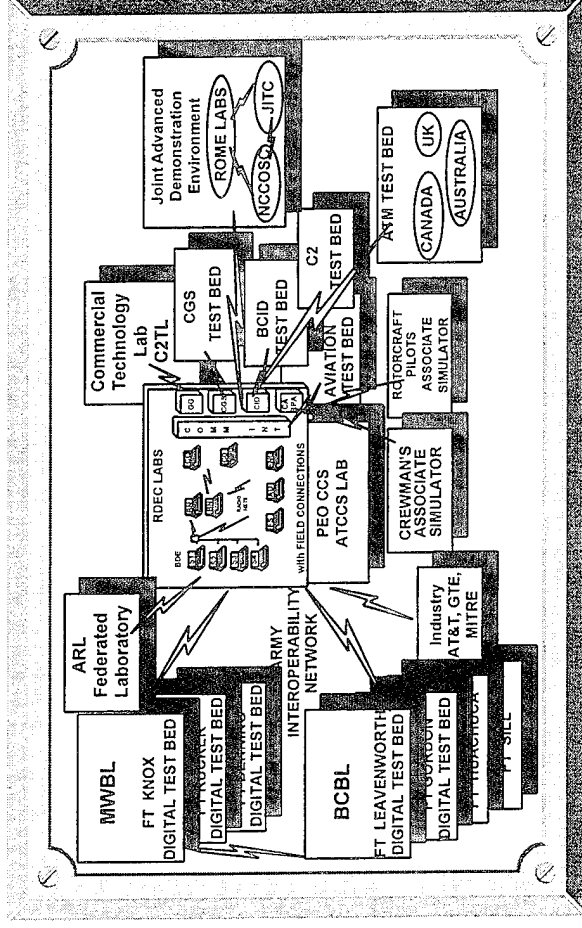 MWBL
FT KNOX
DIGITAL TEST BED
DIGITAL TEST BED
DIGITAL TEST BED
ARMY
INTEROPERABILITY
NETWORK
BCBL
FT LEAVENWORTH
DIGITAL TEST BED
FT GORDON
DIGITAL TEST BED
FT HUACHUCA
FT SILL
ARL
Federated
Laboratory
Industry
AT&T, GTE,
MITRE
RDEC LABS
BDE
with FIELD CONNECTIONS
COMM INT
PEO CCS
ATCCS LAB
CREWMAN'S
ASSOCIATE
SIMULATOR
ROTORCRAFT
PILOTS
ASSOCIATE
SIMULATOR
Commercial
Technology
Lab
C2TL
CGS
TEST BED
BCID
TEST BED
AVIATION
TEST BED
C2
TEST BED
Joint Advanced
Demonstration
Environment
ROME LABS
NCCOSC
JITC
ATM TEST BED
CANADA
UK
AUSTRALIA